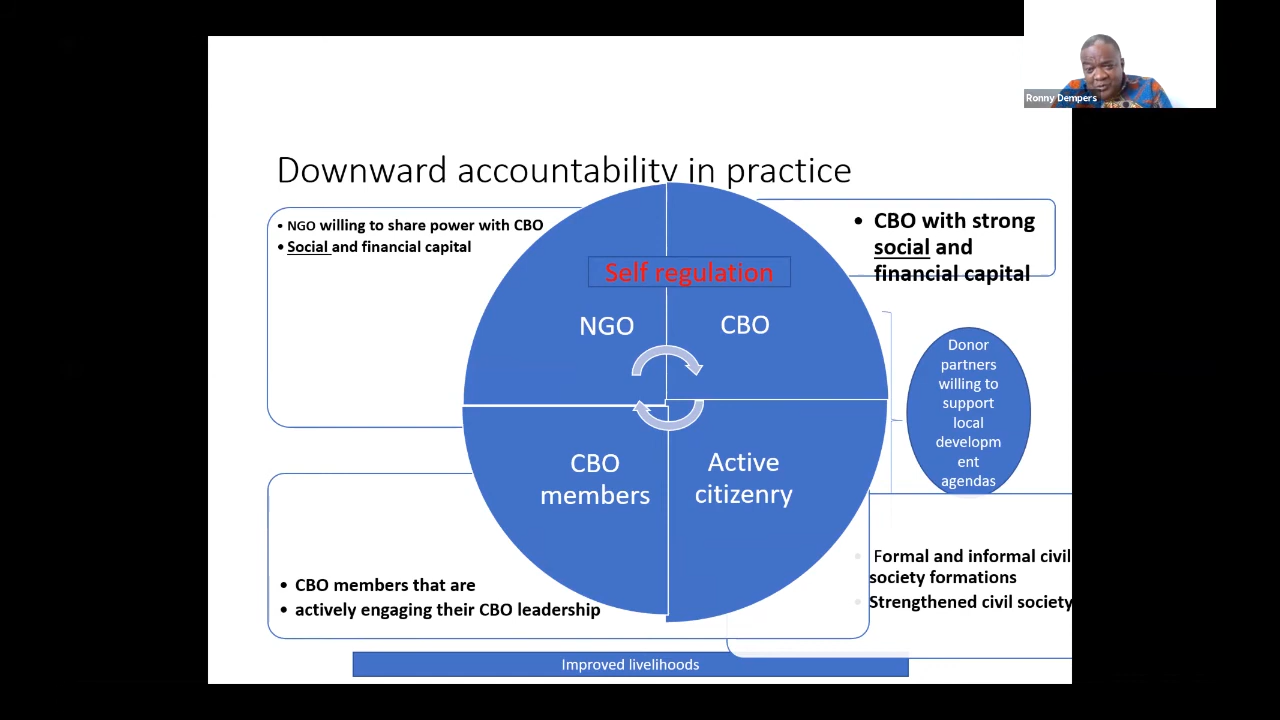 Ronny Dempers
Downward accountability in practice
• NGO willing to share power with CBO
• Social and financial capital
• CBO with strong
social and
financial capital
Self regulation
NGO
CBO
Donor
partners
willing to
support
local
developm
ent
agendas
CBO
members
Active
citizenry
• CBO members that are
• actively engaging their CBO leadership
• Formal and informal civil
society formations
• Strengthened civil society
Improved livelihoods